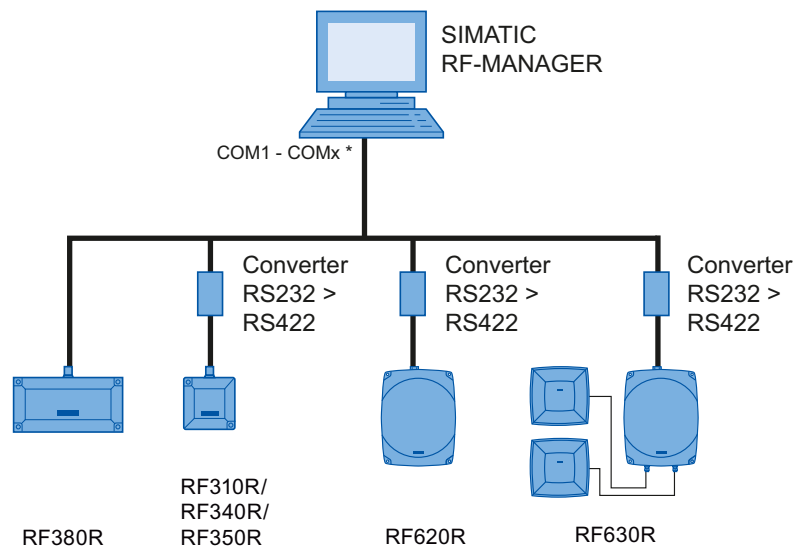 SIMATIC
RF-MANAGER
COM1 - COMx *
Converter
RS232 >
RS422
Converter
RS232 >
RS422
Converter
RS232 >
RS422
RF380R
RF310R/
RF340R/
RF350R
RF620R
RF630R